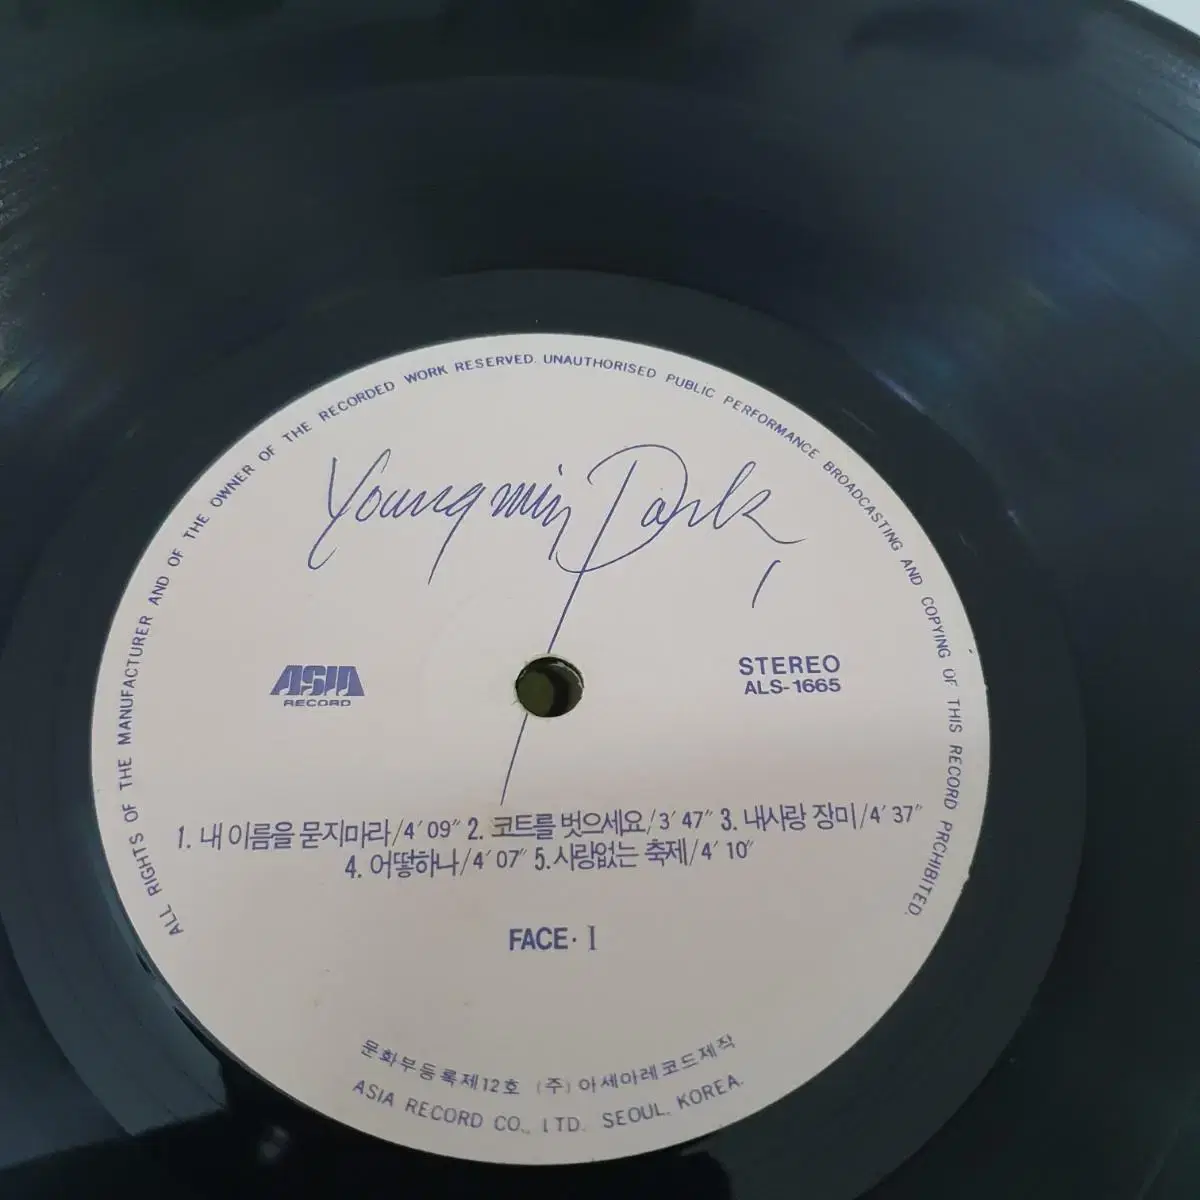 ALL RIGHTS OF THE MANUFACTURER AND OF THE OWNER OF THE RECORDED WORK RESERVED. UNAUTHORISED PUBLIC PERFORMANCE BROADCASTING AND COPYING OF THIS RECORD PRCHIBITED.
Youngmin Park
1
ASIA
RECORD
STEREO
ALS-1665
1. 내 이름을 묻지마라/4′09″ 2. 코트를 벗으세요/3′47″ 3. 내사랑 장미/4′37″
4. 어떻하나/4′07″ 5. 사랑없는 축제/4′10″
FACE · I
문화부등록제12호 (주) 아세아레코드제작
ASIA RECORD CO., LTD. SEOUL, KOREA.